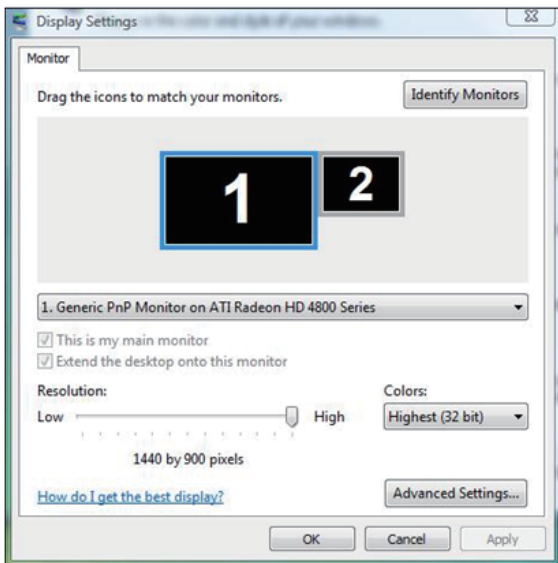 Display Settings
Monitor
Drag the icons to match your monitors.
Identify Monitors
1
2
1. Generic PnP Monitor on ATI Radeon HD 4800 Series
This is my main monitor
Extend the desktop onto this monitor
Resolution:
Colors:
Low
High
Highest (32 bit)
1440 by 900 pixels
How do I get the best display?
Advanced Settings...
OK
Cancel
Apply